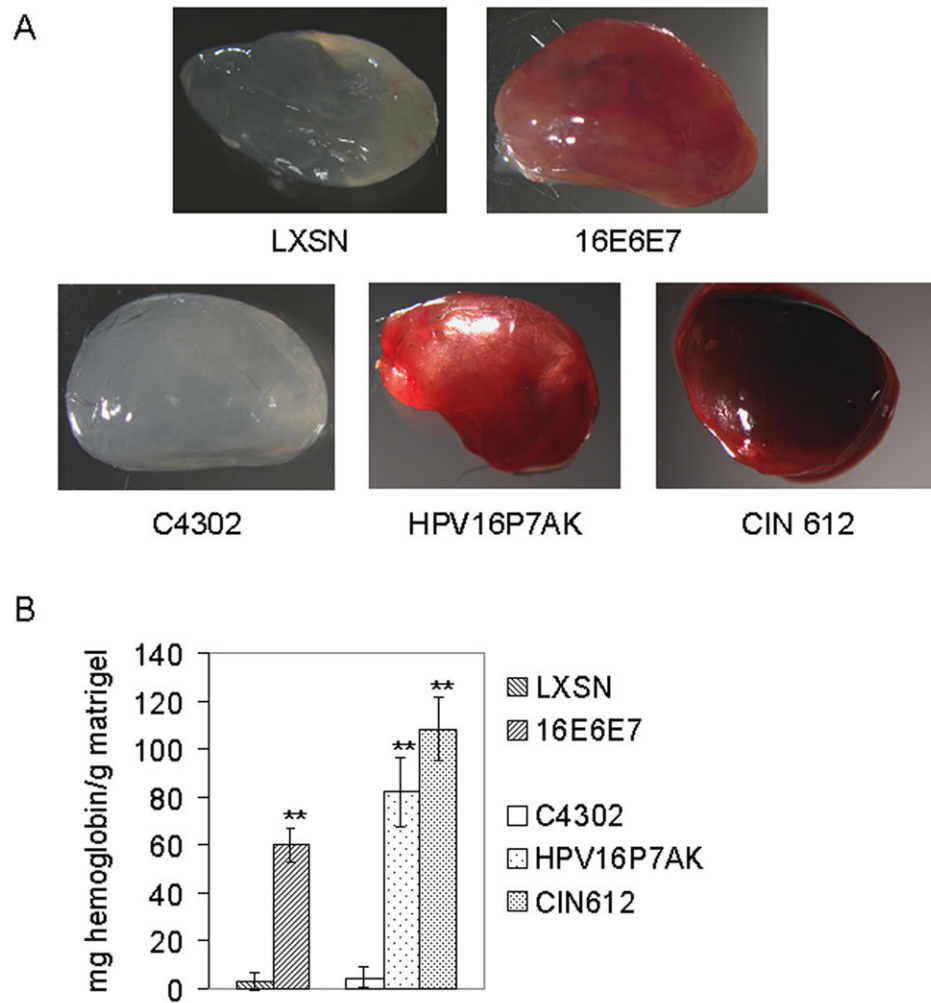 A
LXSN
16E6E7
C4302
HPV16P7AK
CIN 612
B
mg hemoglobin/g matrigel
140
120
100
80
60
40
20
0
**
**
**
LXSN
16E6E7
C4302
HPV16P7AK
CIN612